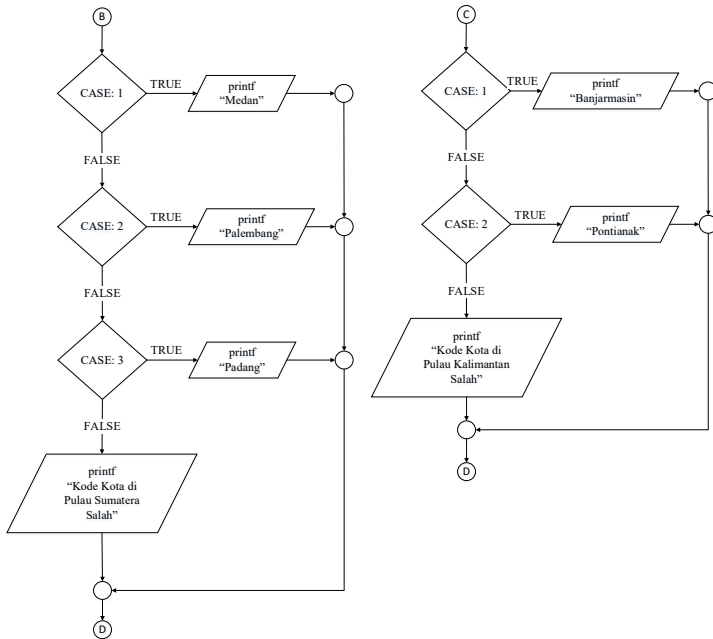 B
CASE: 1
TRUE
printf
“Medan”
FALSE
CASE: 2
TRUE
printf
“Palembang”
FALSE
CASE: 3
TRUE
printf
“Padang”
FALSE
printf
“Kode Kota di
Pulau Sumatera
Salah”
D
C
CASE: 1
TRUE
printf
“Banjarmasin”
FALSE
CASE: 2
TRUE
printf
“Pontianak”
FALSE
printf
“Kode Kota di
Pulau Kalimantan
Salah”
D